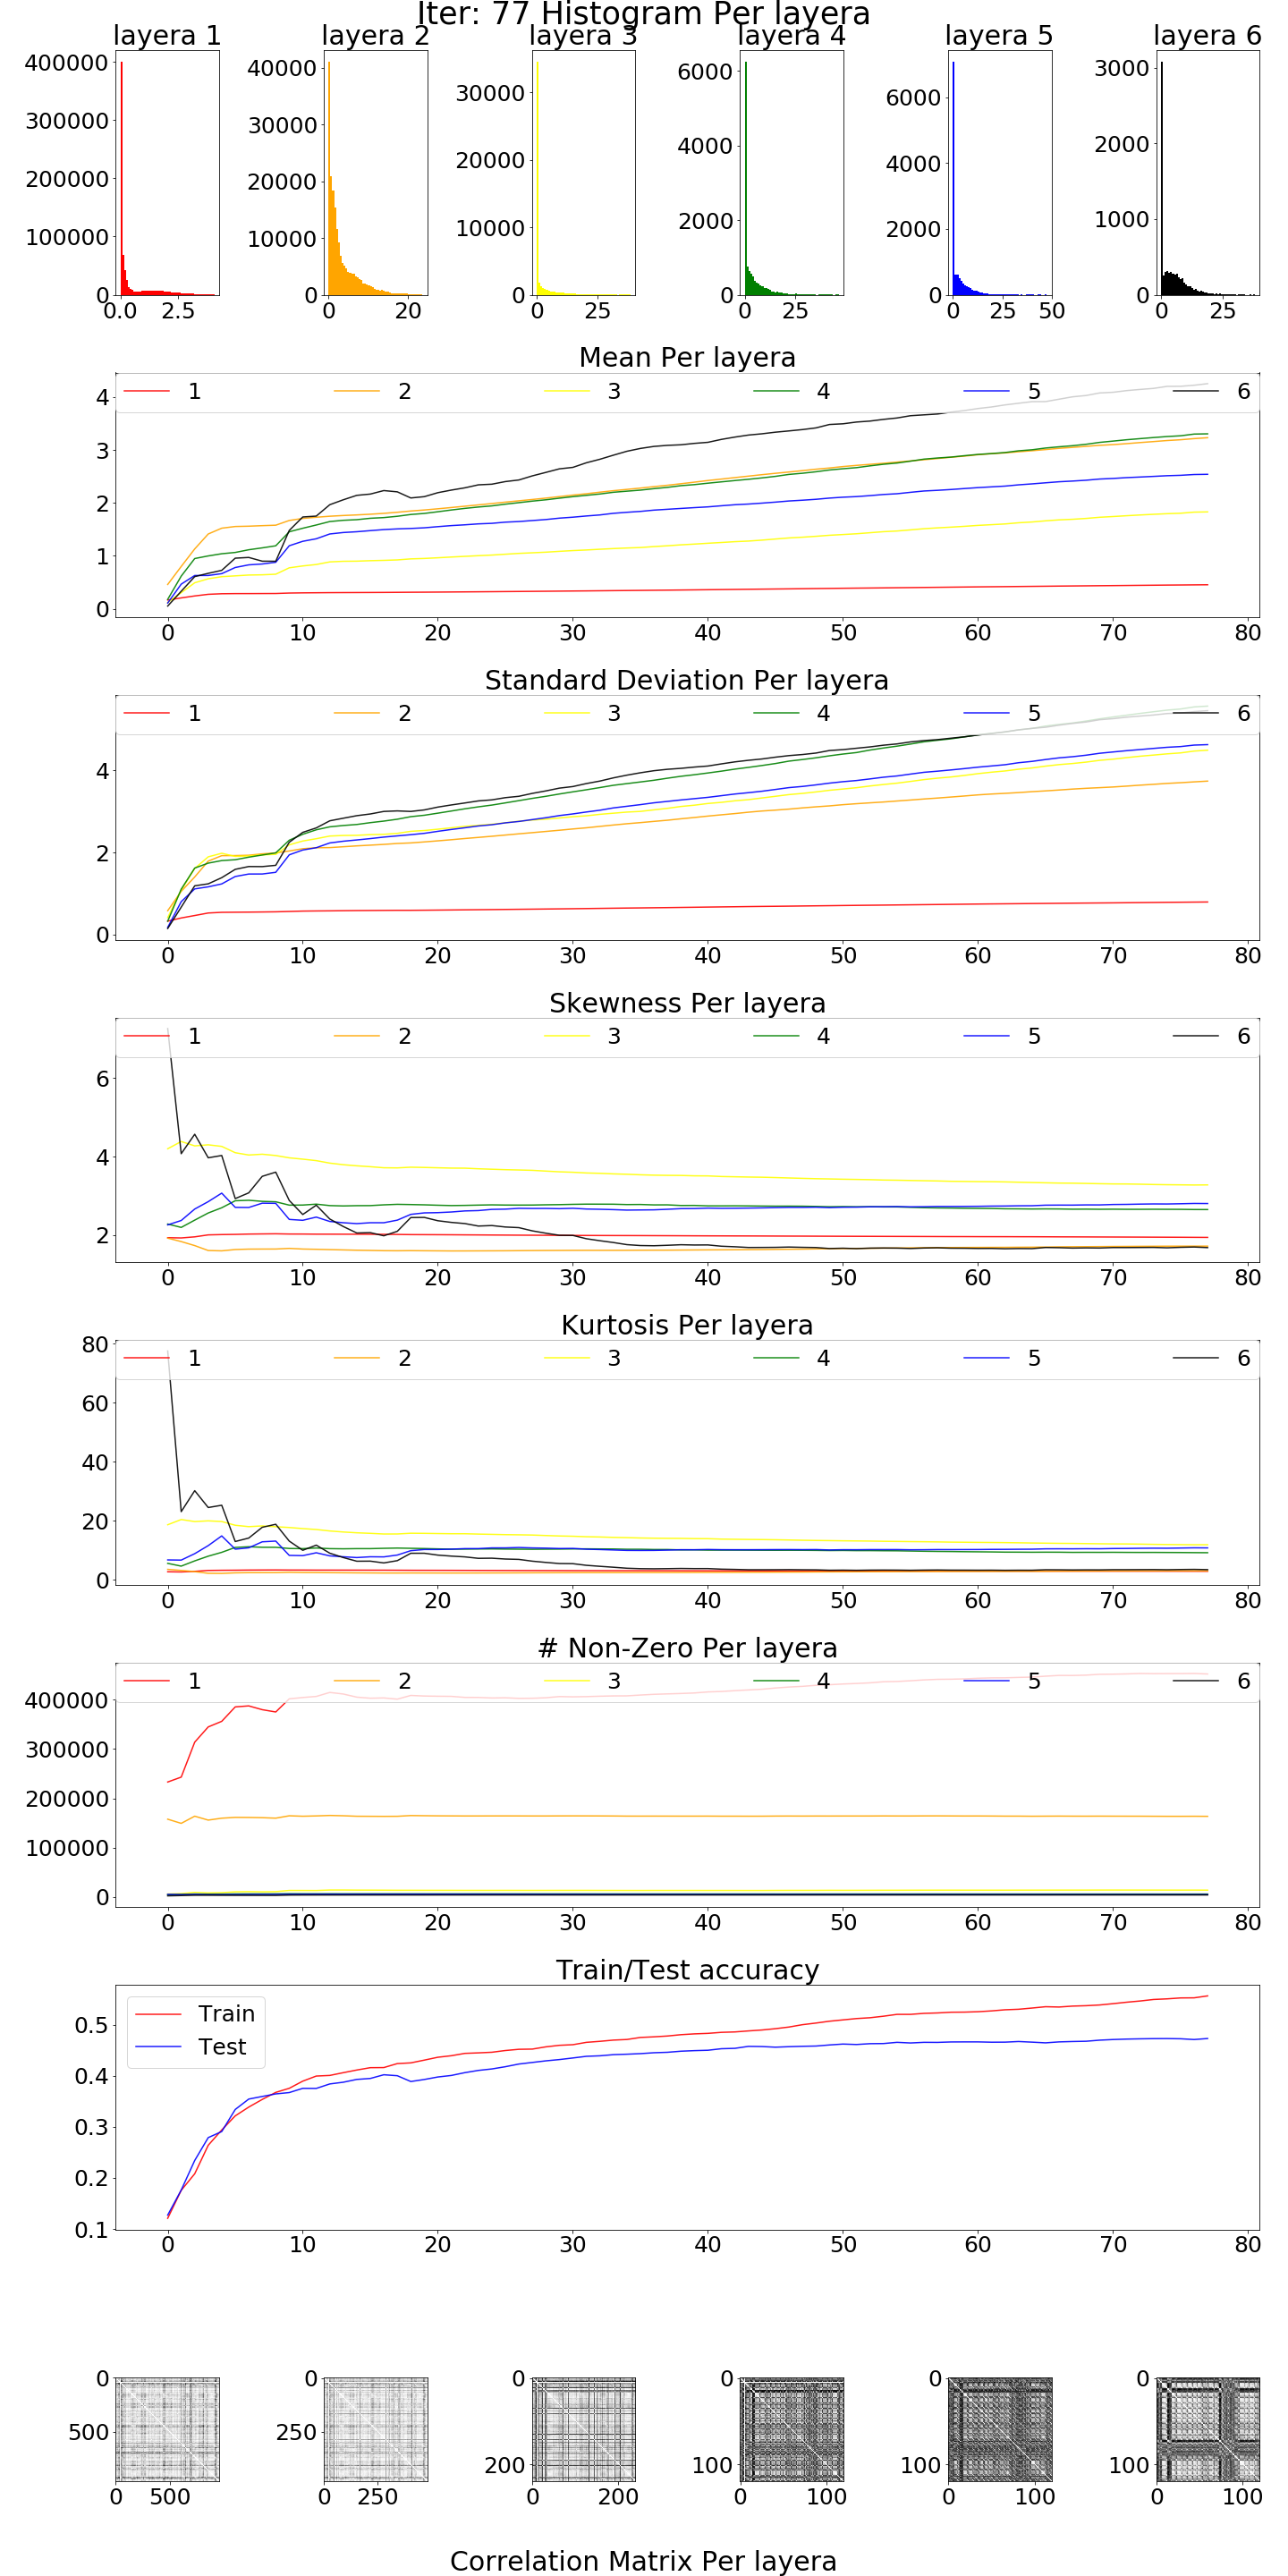 Iter: 77 Histogram Per layera
layera 1 layera 2 layera 3 layera 4 layera 5 layera 6
400000 300000 200000 100000 0
0.0 2.5
40000 30000 20000 10000 0
0 20
30000 20000 10000 0
0 25
6000 4000 2000 0
0 25
6000 4000 2000 0
0 25 50
3000 2000 1000 0
0 25
Mean Per layera
1 2 3 4 5 6
4
3
2
1
0
0 10 20 30 40 50 60 70 80
Standard Deviation Per layera
1 2 3 4 5 6
4
2
0
0 10 20 30 40 50 60 70 80
Skewness Per layera
1 2 3 4 5 6
6
4
2
0 10 20 30 40 50 60 70 80
Kurtosis Per layera
80
1 2 3 4 5 6
60
40
20
0
0 10 20 30 40 50 60 70 80
# Non-Zero Per layera
1 2 3 4 5 6
400000
300000
200000
100000
0
0 10 20 30 40 50 60 70 80
Train/Test accuracy
Train
Test
0.5
0.4
0.3
0.2
0.1
0 10 20 30 40 50 60 70 80
0 500
0 500
0 250
0 250
0 200
0 200
0 100
0 100
0 100
0 100
0 100
0 100
Correlation Matrix Per layera